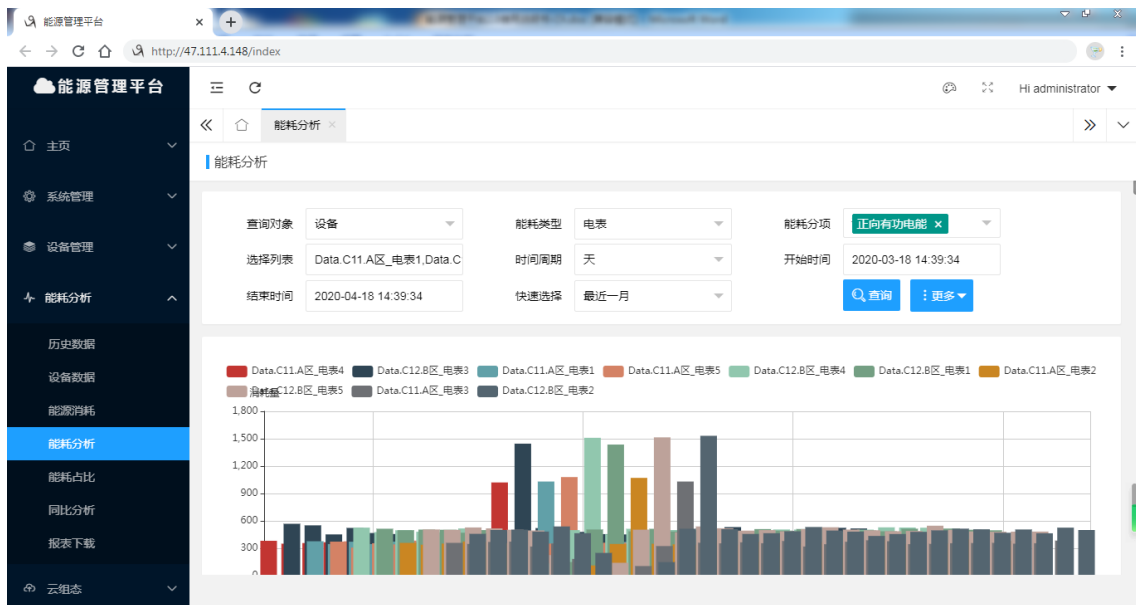 能源管理平台
http://47.111.4.148/index
能源管理平台
Hi administrator
能耗分析
主页
能耗分析
系统管理
查询对象 设备 能耗类型 电表 能耗分项 正向有功电能 ×
设备管理
选择列表 Data.C11.A区_电表1,Data.C 时间周期 天 开始时间 2020-03-18 14:39:34
能耗分析
结束时间 2020-04-18 14:39:34 快速选择 最近一月 查询 更多
历史数据
设备数据
能源消耗
能耗分析
能耗占比
同比分析
报表下载
云组态
Data.C11.A区_电表4 Data.C12.B区_电表3 Data.C11.A区_电表1 Data.C11.A区_电表5 Data.C12.B区_电表4 Data.C12.B区_电表1 Data.C11.A区_电表2
Data.C12.B区_电表5 Data.C11.A区_电表3 Data.C12.B区_电表2
消耗量
1,800
1,500
1,200
900
600
300
0